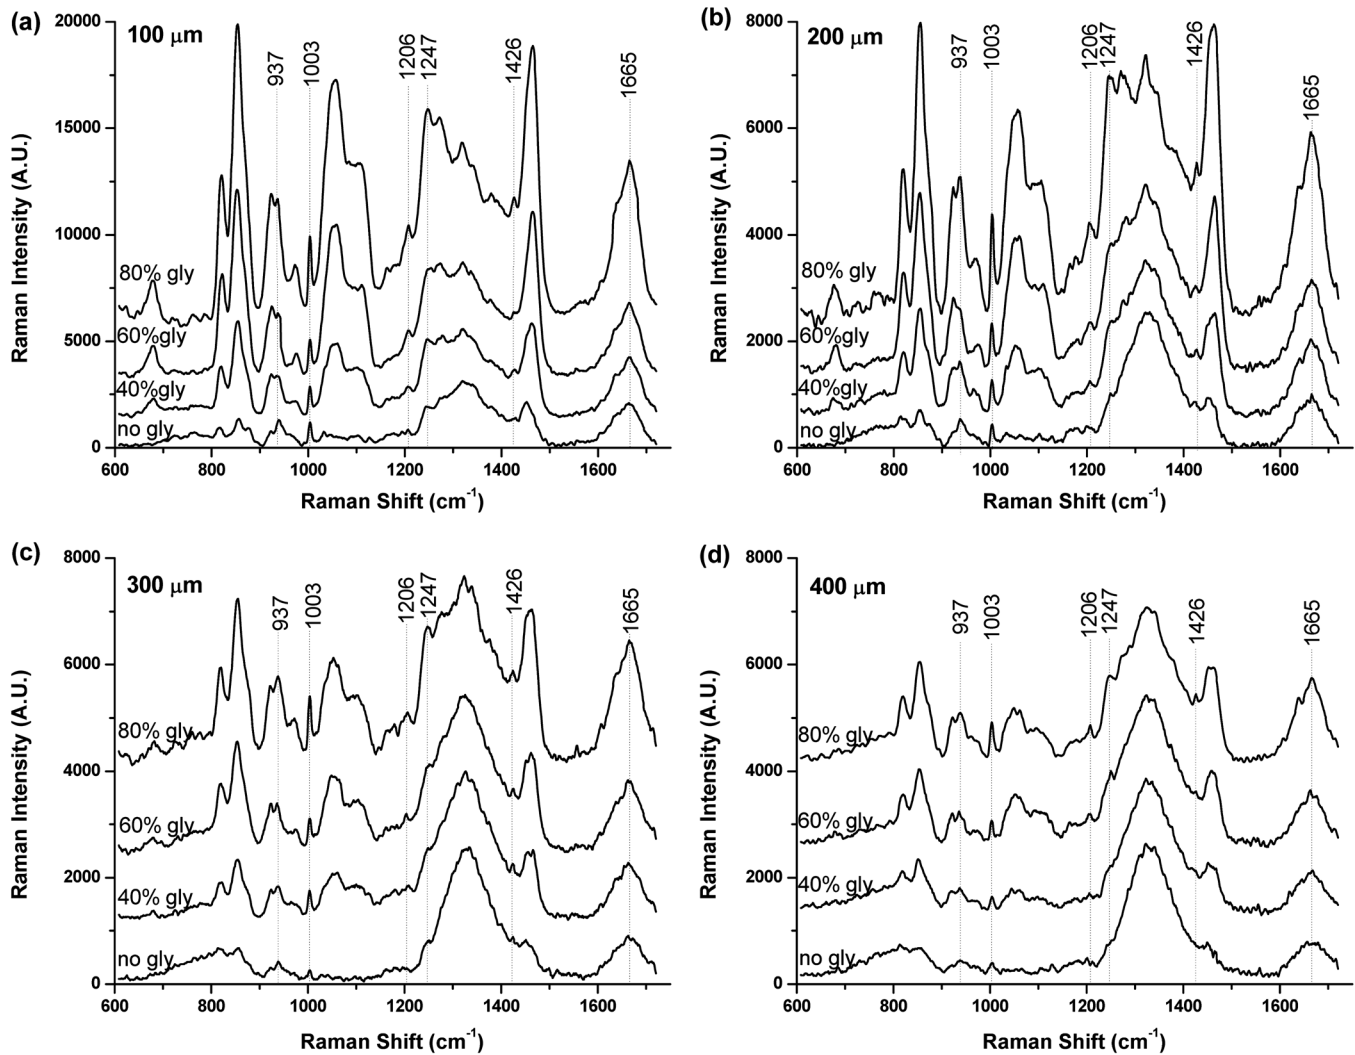 (a)
100 μm
Raman Intensity (A.U.)
20000
15000
10000
5000
0
937
1003
1206
1247
1426
1665
80% gly
60%gly
40%gly
no gly
600 800 1000 1200 1400 1600
Raman Shift (cm-1)
(b)
200 μm
Raman Intensity (A.U.)
8000
6000
4000
2000
0
937
1003
1206
1247
1426
1665
80% gly
60%gly
40%gly
no gly
600 800 1000 1200 1400 1600
Raman Shift (cm-1)
(c)
300 μm
Raman Intensity (A.U.)
8000
6000
4000
2000
0
937
1003
1206
1247
1426
1665
80% gly
60% gly
40% gly
no gly
600 800 1000 1200 1400 1600
Raman Shift (cm-1)
(d)
400 μm
Raman Intensity (A.U.)
8000
6000
4000
2000
0
937
1003
1206
1247
1426
1665
80% gly
60% gly
40% gly
no gly
600 800 1000 1200 1400 1600
Raman Shift (cm-1)